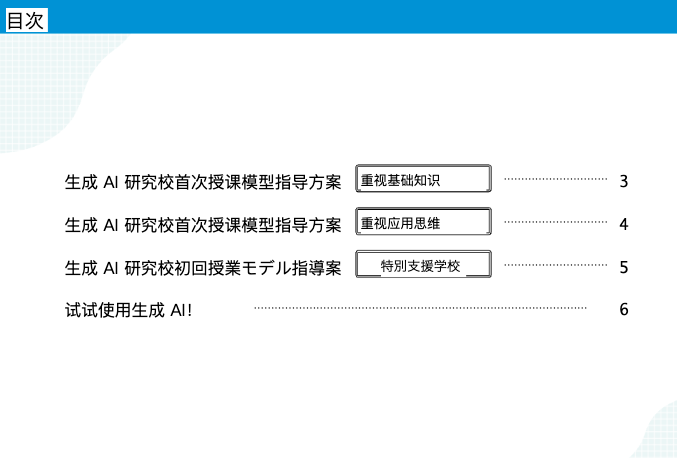 目次
生成 AI 研究校首次授课模型指导方案 重视基础知识 3
生成 AI 研究校首次授课模型指导方案 重视应用思维 4
生成 AI 研究校初回授業モデル指導案 特別支援学校 5
试试使用生成 AI! 6